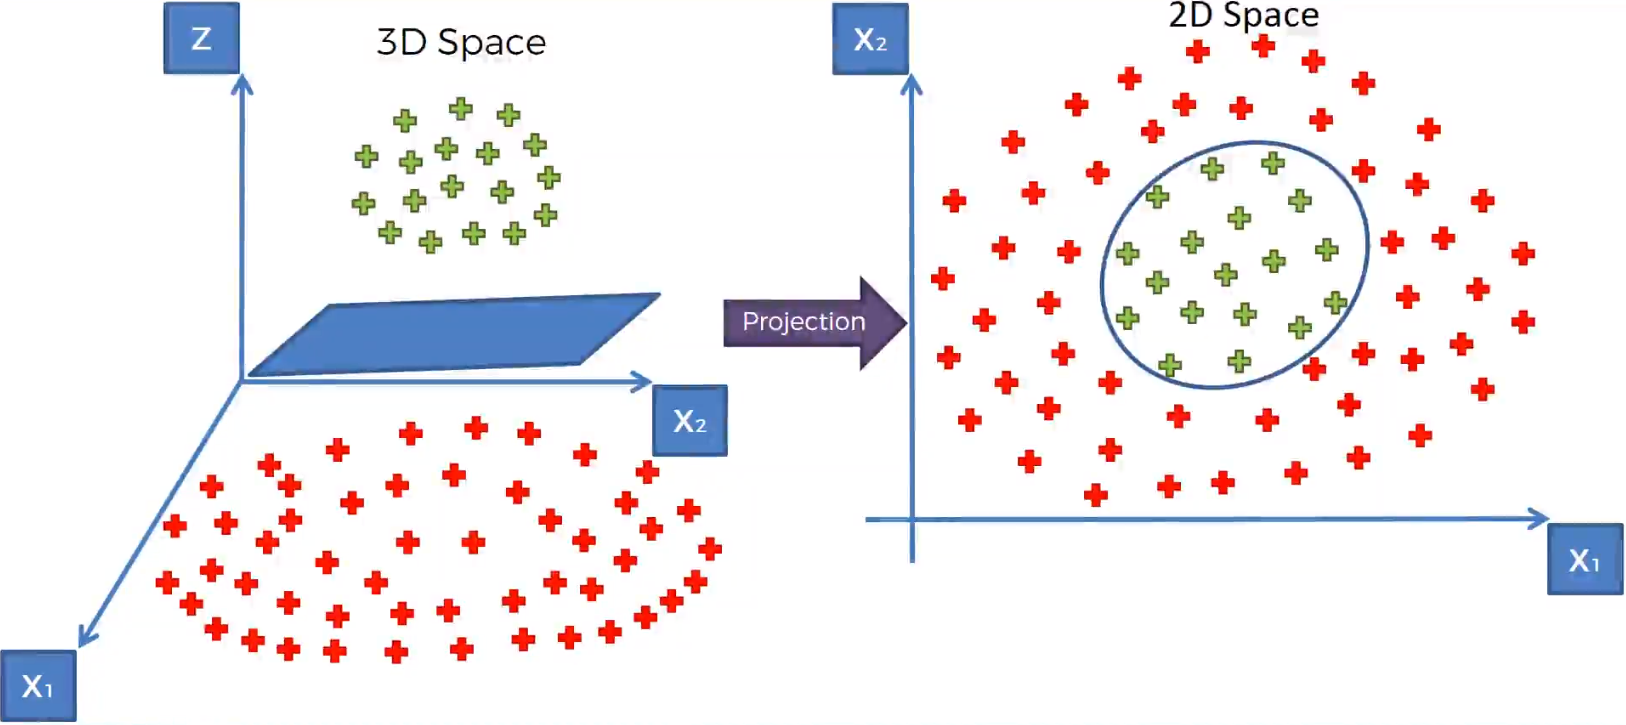 Z
3D Space
X₂
X₁
Projection
2D Space
X₂
X₁